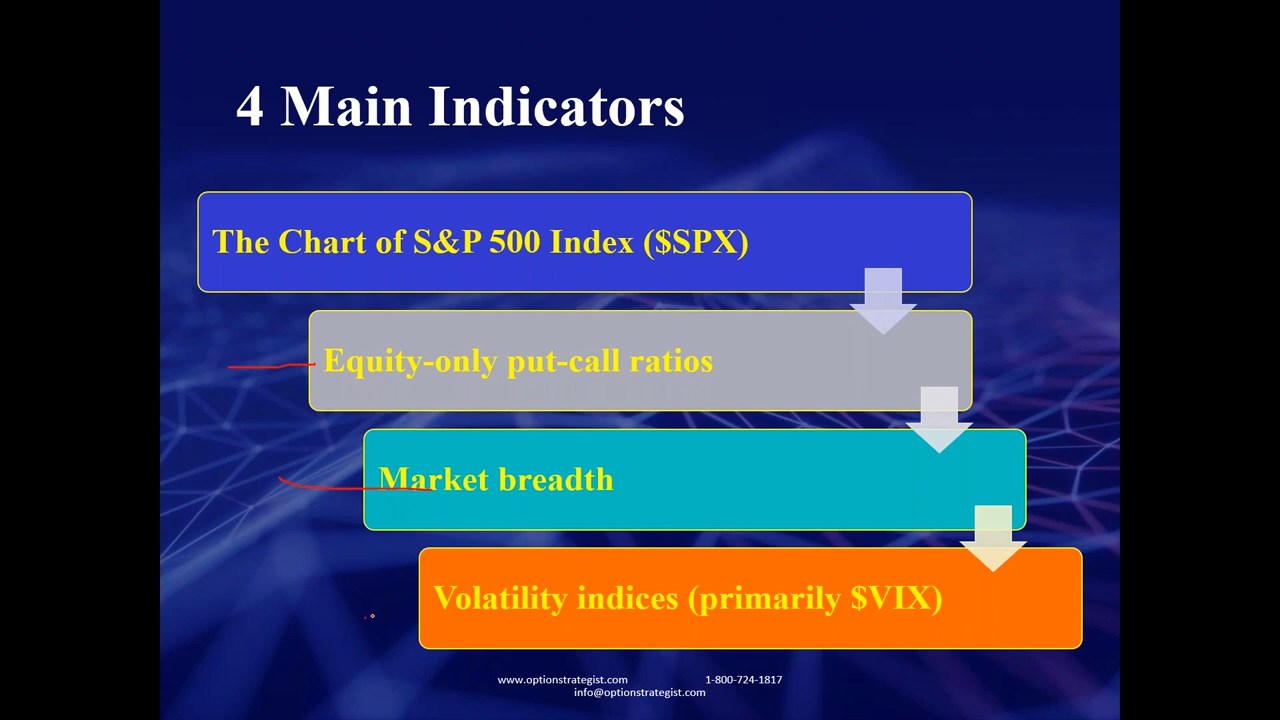 4 Main Indicators
The Chart of S&P 500 Index ($SPX)
Equity-only put-call ratios
Market breadth
Volatility indices (primarily $VIX)
www.optionstrategist.com 1-800-724-1817
info@optionstrategist.com